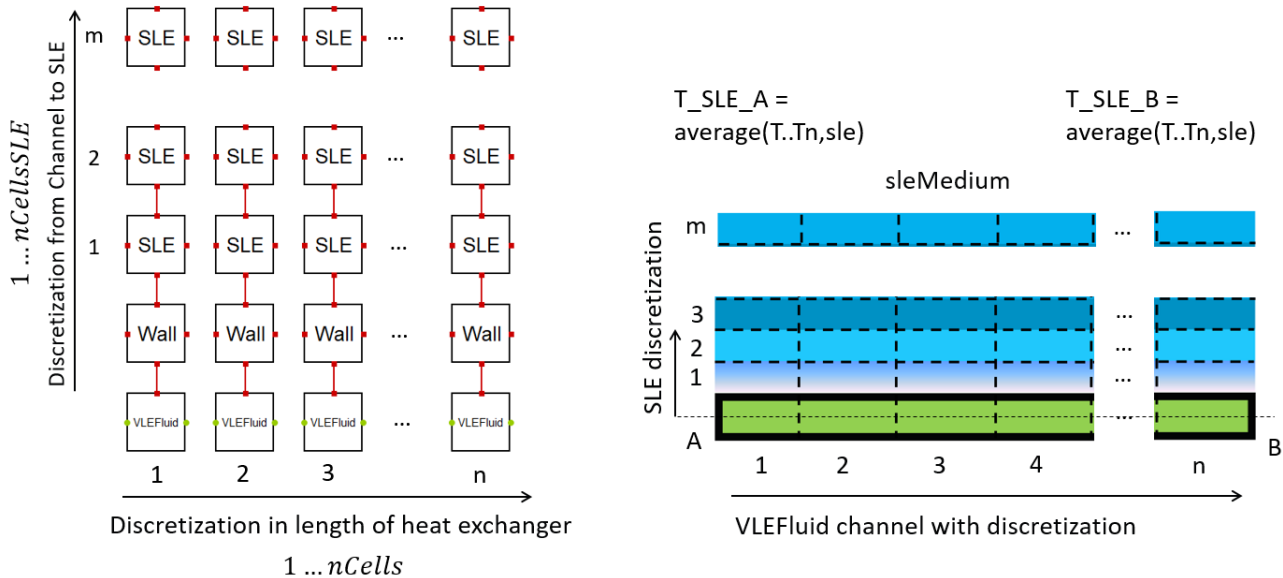 Discretization from Channel to SLE
1 … nCellsSLE
m
SLE SLE SLE ... SLE
2
SLE SLE SLE ... SLE
1
SLE SLE SLE ... SLE
Wall Wall Wall ... Wall
VLEFluid VLEFluid VLEFluid ... VLEFluid
1 2 3 n
Discretization in length of heat exchanger
1 … nCells
T_SLE_A =
average(T..Tn,sle)
T_SLE_B =
average(T..Tn,sle)
sleMedium
SLE discretization
m ...
3 ...
2 ...
1 ...
...
A B
1 2 3 4 n
VLEFluid channel with discretization